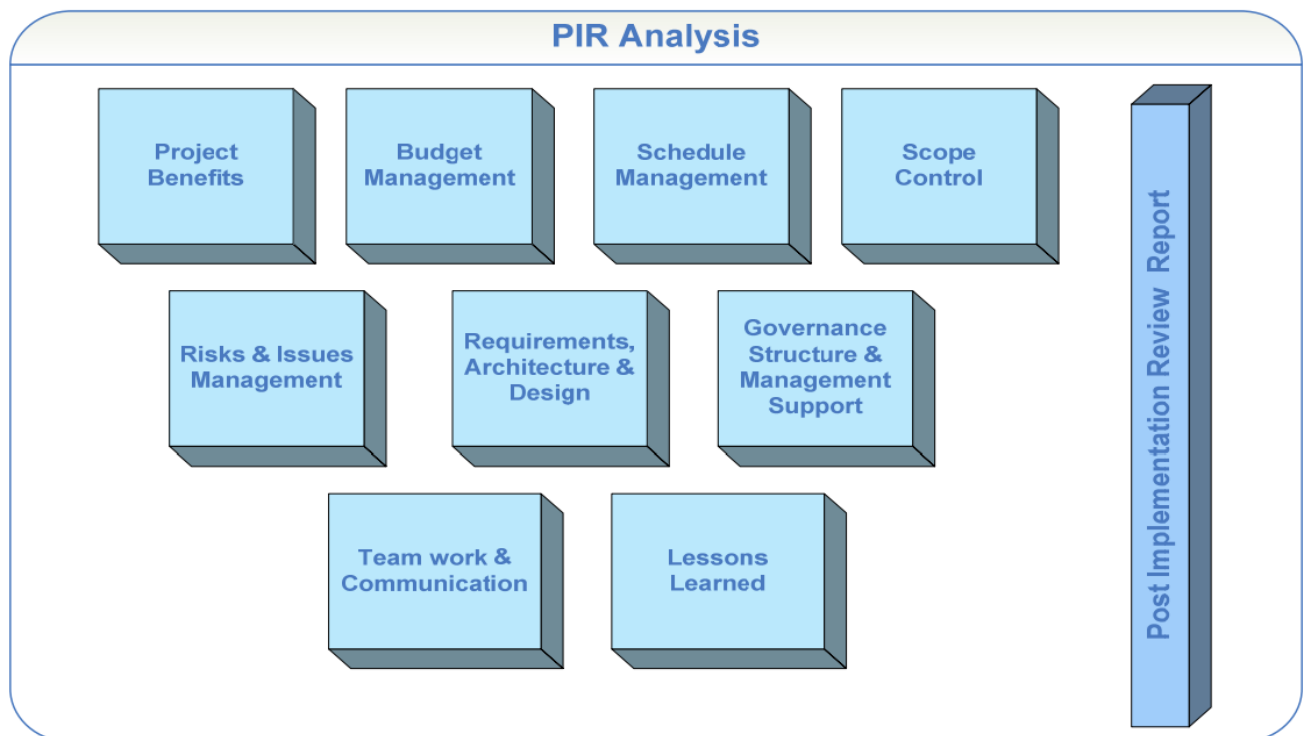 PIR Analysis
Project
Benefits
Budget
Management
Schedule
Management
Scope
Control
Risks & Issues
Management
Requirements,
Architecture &
Design
Governance
Structure &
Management
Support
Team work &
Communication
Lessons
Learned
Post Implementation Review Report